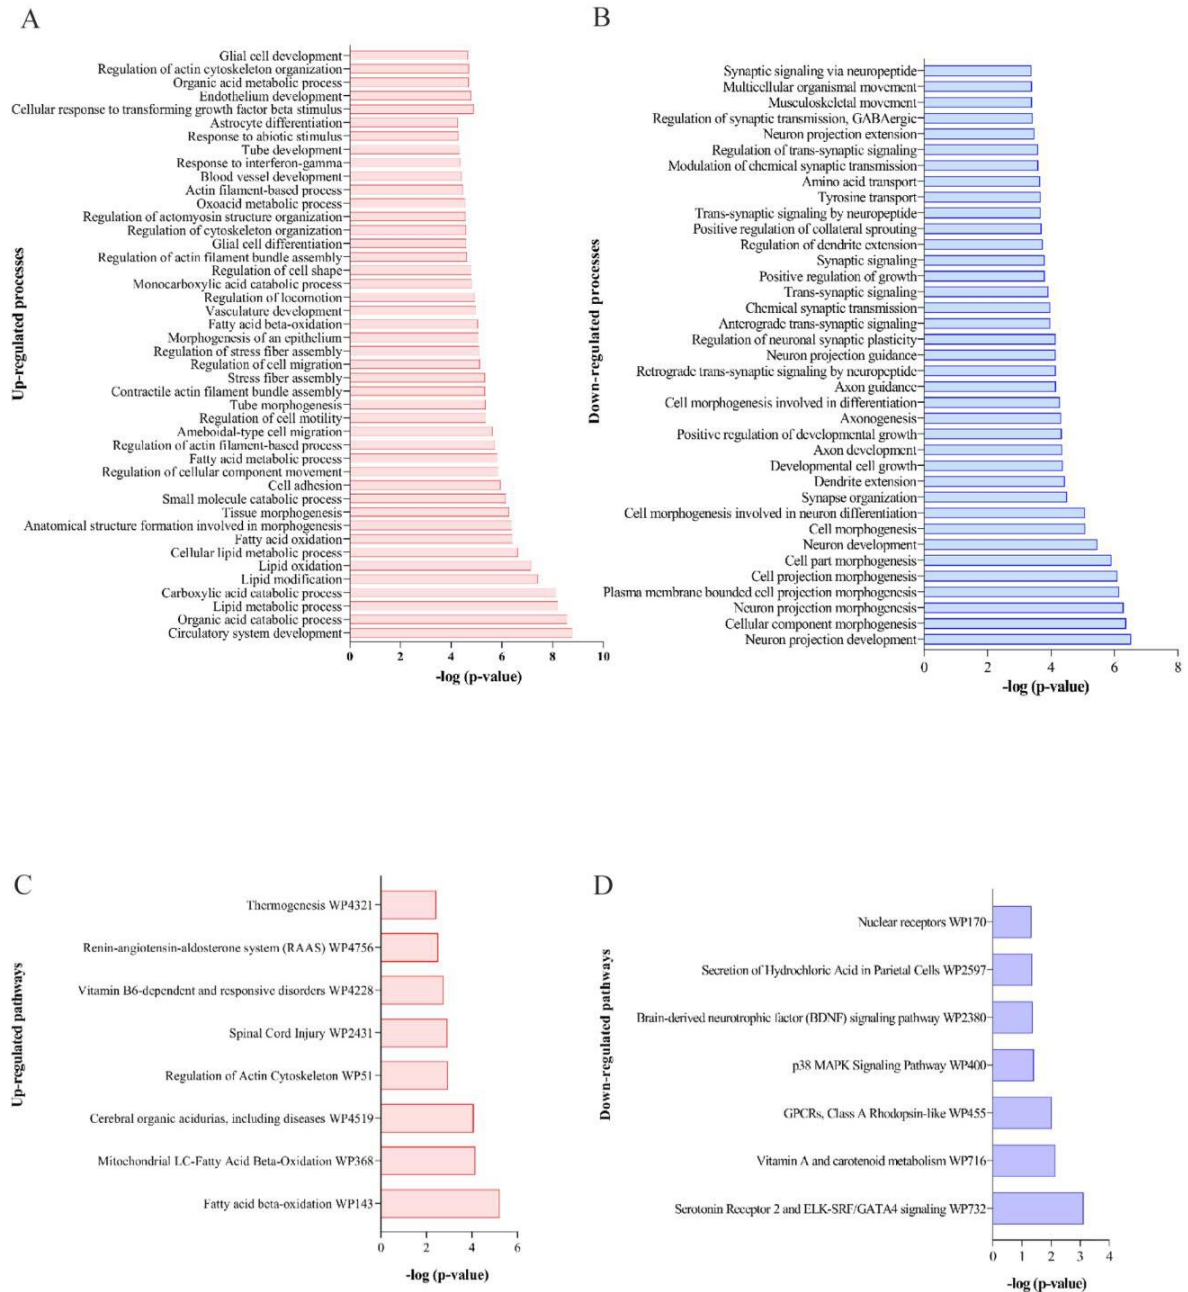 A
Up-regulated processes
Glial cell development
Regulation of actin cytoskeleton organization
Organic acid metabolic process
Endothelium development
Cellular response to transforming growth factor beta stimulus
Astrocyte differentiation
Response to abiotic stimulus
Tube development
Response to interferon-gamma
Blood vessel development
Actin filament-based process
Oxoacid metabolic process
Regulation of actomyosin structure organization
Regulation of cytoskeleton organization
Glial cell differentiation
Regulation of actin filament bundle assembly
Regulation of cell shape
Monocarboxylic acid catabolic process
Regulation of locomotion
Vasculature development
Fatty acid beta-oxidation
Morphogenesis of an epithelium
Regulation of stress fiber assembly
Regulation of cell migration
Stress fiber assembly
Contractile actin filament bundle assembly
Tube morphogenesis
Regulation of cell motility
Ameboidal-type cell migration
Regulation of actin filament-based process
Fatty acid metabolic process
Regulation of cellular component movement
Cell adhesion
Small molecule catabolic process
Tissue morphogenesis
Anatomical structure formation involved in morphogenesis
Fatty acid oxidation
Cellular lipid metabolic process
Lipid oxidation
Lipid modification
Carboxylic acid catabolic process
Lipid metabolic process
Organic acid catabolic process
Circulatory system development
0 2 4 6 8 10
-log (p-value)
B
Down-regulated processes
Synaptic signaling via neuropeptide
Multicellular organismal movement
Musculoskeletal movement
Regulation of synaptic transmission, GABAergic
Neuron projection extension
Regulation of trans-synaptic signaling
Modulation of chemical synaptic transmission
Amino acid transport
Tyrosine transport
Trans-synaptic signaling by neuropeptide
Positive regulation of collateral sprouting
Regulation of dendrite extension
Synaptic signaling
Positive regulation of growth
Trans-synaptic signaling
Chemical synaptic transmission
Anterograde trans-synaptic signaling
Regulation of neuronal synaptic plasticity
Neuron projection guidance
Retrograde trans-synaptic signaling by neuropeptide
Axon guidance
Cell morphogenesis involved in differentiation
Axonogenesis
Positive regulation of developmental growth
Axon development
Developmental cell growth
Dendrite extension
Synapse organization
Cell morphogenesis involved in neuron differentiation
Cell morphogenesis
Neuron development
Cell part morphogenesis
Cell projection morphogenesis
Plasma membrane bounded cell projection morphogenesis
Neuron projection morphogenesis
Cellular component morphogenesis
Neuron projection development
0 2 4 6 8
-log (p-value)
C
Up-regulated pathways
Thermogenesis WP4321
Renin-angiotensin-aldosterone system (RAAS) WP4756
Vitamin B6-dependent and responsive disorders WP4228
Spinal Cord Injury WP2431
Regulation of Actin Cytoskeleton WP51
Cerebral organic acidurias, including diseases WP4519
Mitochondrial LC-Fatty Acid Beta-Oxidation WP368
Fatty acid beta-oxidation WP143
0 2 4 6
-log (p-value)
D
Down-regulated pathways
Nuclear receptors WP170
Secretion of Hydrochloric Acid in Parietal Cells WP2597
Brain-derived neurotrophic factor (BDNF) signaling pathway WP2380
p38 MAPK Signaling Pathway WP400
GPCRs, Class A Rhodopsin-like WP455
Vitamin A and carotenoid metabolism WP716
Serotonin Receptor 2 and ELK-SRF/GATA4 signaling WP732
0 1 2 3 4
-log (p-value)